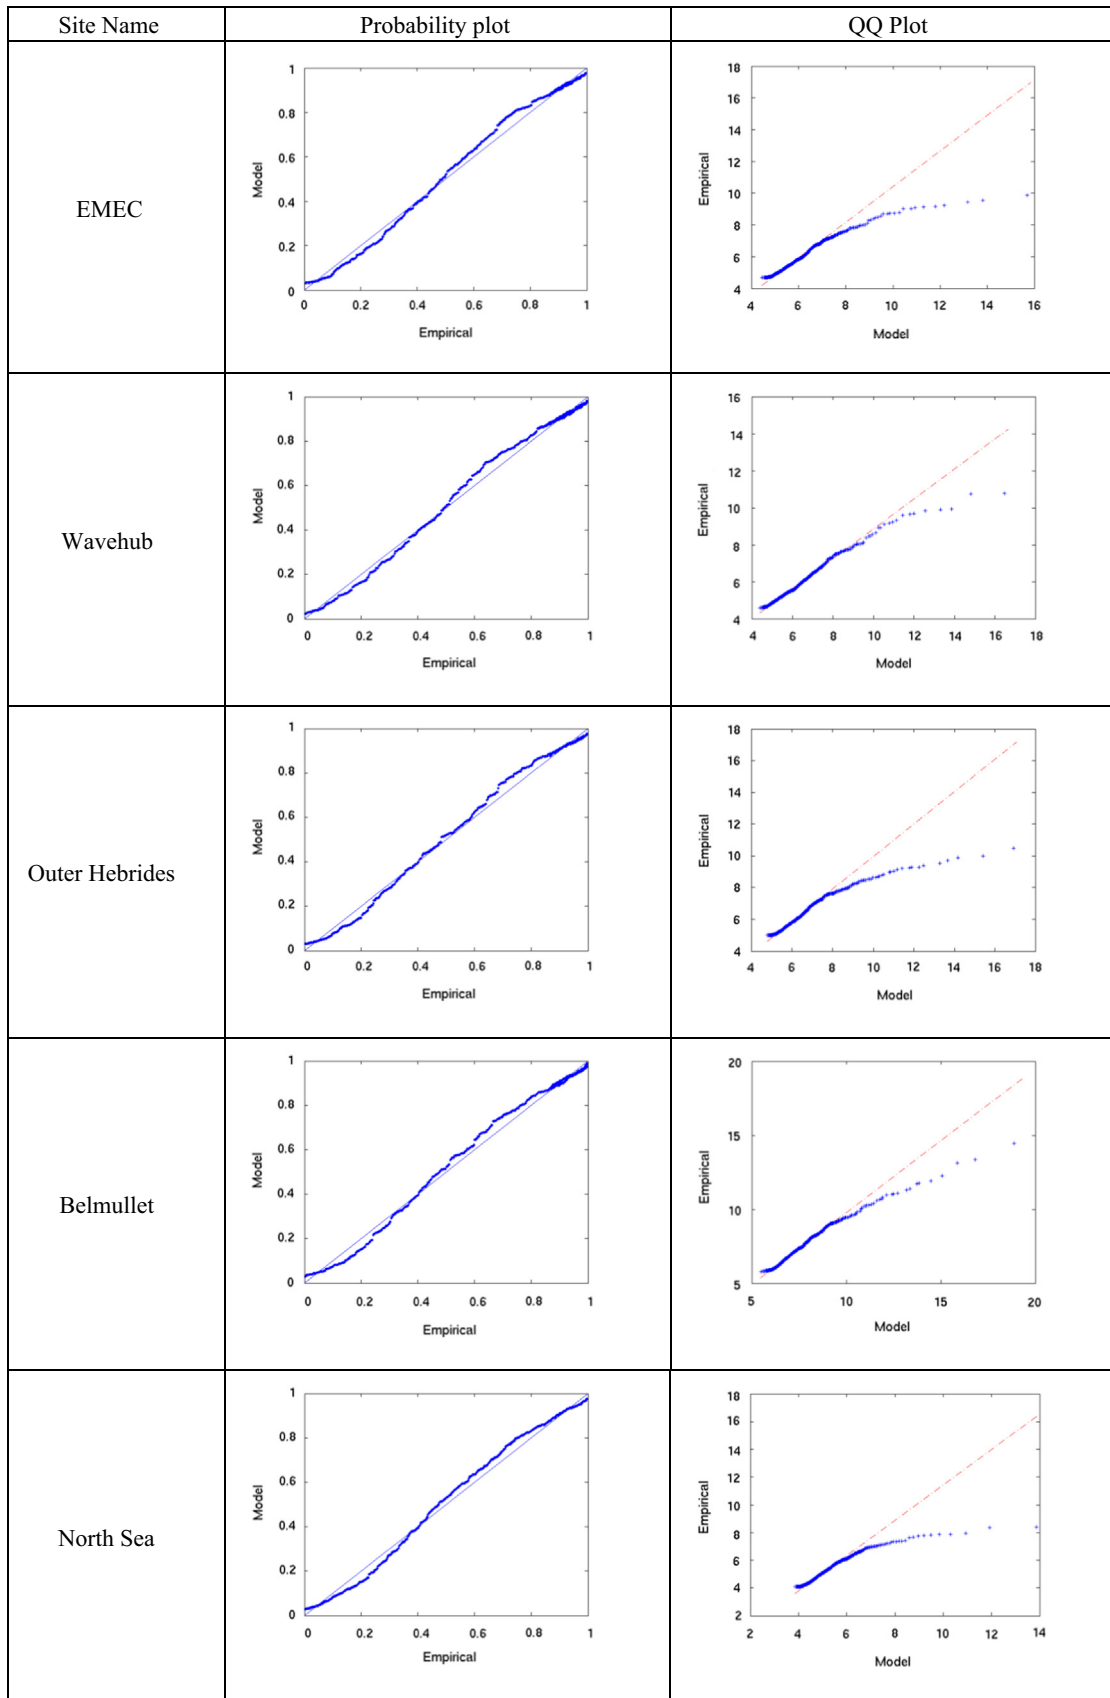 Site Name Probability plot QQ Plot
EMEC
1
0.8
0.6
0.4
0.2
0
Model
0 0.2 0.4 0.6 0.8 1
Empirical
18
16
14
12
10
8
6
4
Empirical
4 6 8 10 12 14 16
Model
Wavehub
1
0.8
0.6
0.4
0.2
0
Model
0 0.2 0.4 0.6 0.8 1
Empirical
16
14
12
10
8
6
4
Empirical
4 6 8 10 12 14 16 18
Model
Outer Hebrides
1
0.8
0.6
0.4
0.2
0
Model
0 0.2 0.4 0.6 0.8 1
Empirical
18
16
14
12
10
8
6
4
Empirical
4 6 8 10 12 14 16 18
Model
Belmullet
1
0.8
0.6
0.4
0.2
0
Model
0 0.2 0.4 0.6 0.8 1
Empirical
20
15
10
5
Empirical
5 10 15 20
Model
North Sea
1
0.8
0.6
0.4
0.2
0
Model
0 0.2 0.4 0.6 0.8 1
Empirical
18
16
14
12
10
8
6
4
2
Empirical
2 4 6 8 10 12 14
Model